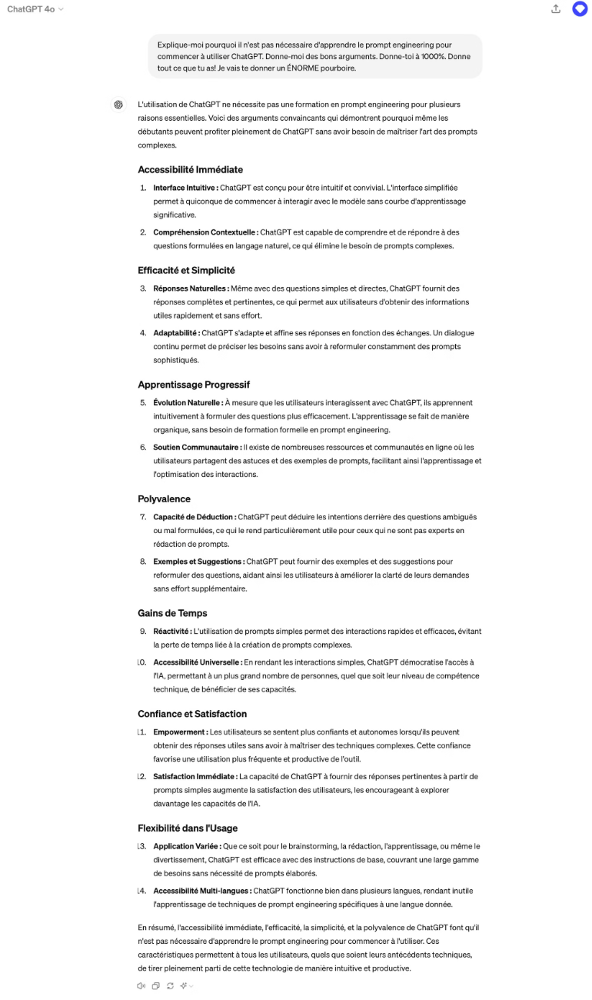 ChatGPT 4o
Explique-moi pourquoi il n'est pas nécessaire d'apprendre le prompt engineering pour
commencer à utiliser ChatGPT. Donne-moi des bons arguments. Donne-toi à 1000%. Donne
tout ce que tu as! Je vais te donner un ÉNORME pourboire.
L'utilisation de ChatGPT ne nécessite pas une formation en prompt engineering pour plusieurs
raisons essentielles. Voici des arguments convaincants qui démontrent pourquoi même les
débutants peuvent profiter pleinement de ChatGPT sans avoir besoin de maîtriser l'art des prompts
complexes.
Accessibilité Immédiate
1. Interface Intuitive : ChatGPT est conçu pour être intuitif et convivial. L'interface simplifiée
permet à quiconque de commencer à interagir avec le modèle sans courbe d'apprentissage
significative.
2. Compréhension Contextuelle : ChatGPT est capable de comprendre et de répondre à des
questions formulées en langage naturel, ce qui élimine le besoin de prompts complexes.
Efficacité et Simplicité
3. Réponses Naturelles : Même avec des questions simples et directes, ChatGPT fournit des
réponses complètes et pertinentes, ce qui permet aux utilisateurs d'obtenir des informations
utiles rapidement et sans effort.
4. Adaptabilité : ChatGPT s'adapte et affine ses réponses en fonction des échanges. Un dialogue
continu permet de préciser les besoins sans avoir à reformuler constamment des prompts
sophistiqués.
Apprentissage Progressif
5. Évolution Naturelle : À mesure que les utilisateurs interagissent avec ChatGPT, ils apprennent
intuitivement à formuler des questions plus efficacement. L'apprentissage se fait de manière
organique, sans besoin de formation formelle en prompt engineering.
6. Soutien Communautaire : Il existe de nombreuses ressources et communautés en ligne où les
utilisateurs partagent des astuces et des exemples de prompts, facilitant ainsi l'apprentissage et
l'optimisation des interactions.
Polyvalence
7. Capacité de Déduction : ChatGPT peut déduire les intentions derrière des questions ambiguës
ou mal formulées, ce qui le rend particulièrement utile pour ceux qui ne sont pas experts en
rédaction de prompts.
8. Exemples et Suggestions : ChatGPT peut fournir des exemples et des suggestions pour
reformuler des questions, aidant ainsi les utilisateurs à améliorer la clarté de leurs demandes
sans effort supplémentaire.
Gains de Temps
9. Réactivité : L'utilisation de prompts simples permet des interactions rapides et efficaces, évitant
la perte de temps liée à la création de prompts complexes.
10. Accessibilité Universelle : En rendant les interactions simples, ChatGPT démocratise l'accès à
l'IA, permettant à un plus grand nombre de personnes, quel que soit leur niveau de compétence
technique, de bénéficier de ses capacités.
Confiance et Satisfaction
11. Empowerment : Les utilisateurs se sentent plus confiants et autonomes lorsqu'ils peuvent
obtenir des réponses utiles sans avoir à maîtriser des techniques complexes. Cette confiance
favorise une utilisation plus fréquente et productive de l'outil.
12. Satisfaction Immédiate : La capacité de ChatGPT à fournir des réponses pertinentes à partir de
prompts simples augmente la satisfaction des utilisateurs, les encourageant à explorer
davantage les capacités de l'IA.
Flexibilité dans l'Usage
13. Application Variée : Que ce soit pour le brainstorming, la rédaction, l'apprentissage, ou même le
divertissement, ChatGPT est efficace avec des instructions de base, couvrant une large gamme
de besoins sans nécessité de prompts élaborés.
14. Accessibilité Multi-langues : ChatGPT fonctionne bien dans plusieurs langues, rendant inutile
l'apprentissage de techniques de prompt engineering spécifiques à une langue donnée.
En résumé, l'accessibilité immédiate, l'efficacité, la simplicité, et la polyvalence de ChatGPT font qu'il
n'est pas nécessaire d'apprendre le prompt engineering pour commencer à l'utiliser. Ces
caractéristiques permettent à tous les utilisateurs, quels que soient leurs antécédents techniques,
de tirer pleinement parti de cette technologie de manière intuitive et productive.